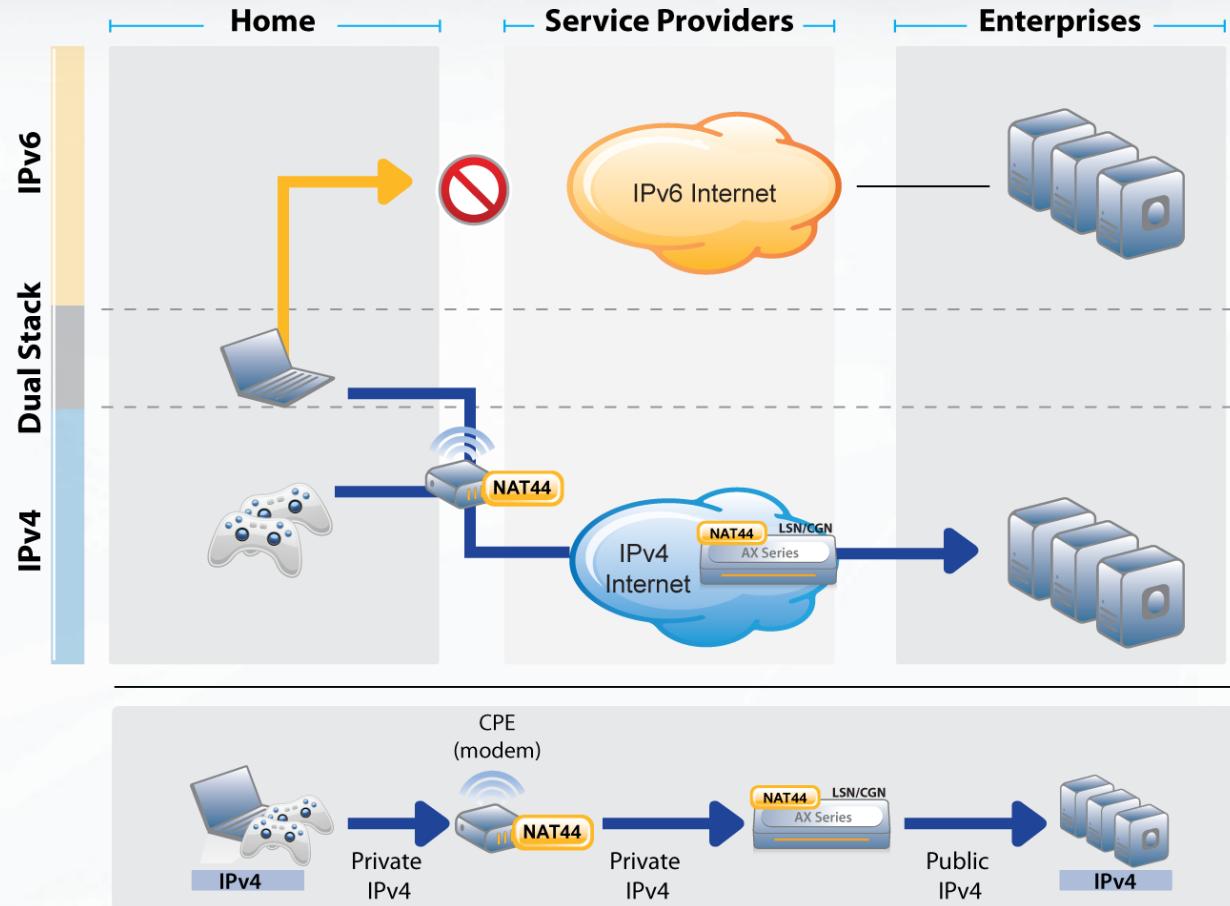 Home
Service Providers
Enterprises
IPv6
IPv6 Internet
Dual Stack
NAT44
IPv4
NAT44
LSN/CGN
IPv4
AX Series
Internet
CPE
(modem)
NAT44
LSN/CGN
AX Series
NAT44
Private
Private
Public
IPv4
IPv4
IPv4
IPv4
IPv4